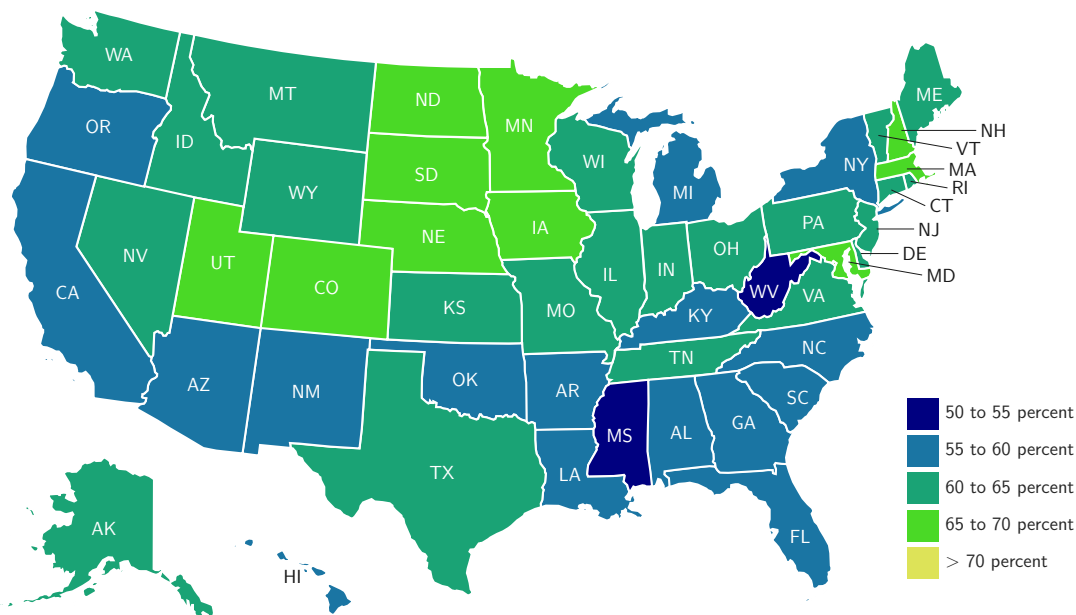 WA
MT
ND
MN
ME
OR
ID
WI
NH
VT
SD
WY
MI
NY
MA
RI
CT
NE
IA
PA
NJ
NV
UT
OH
DE
CO
IL
IN
MD
CA
WV
VA
KS
MO
KY
NC
TN
AZ
NM
OK
AR
SC
50 to 55 percent
MS
AL
GA
55 to 60 percent
TX
LA
60 to 65 percent
AK
65 to 70 percent
FL
> 70 percent
HI